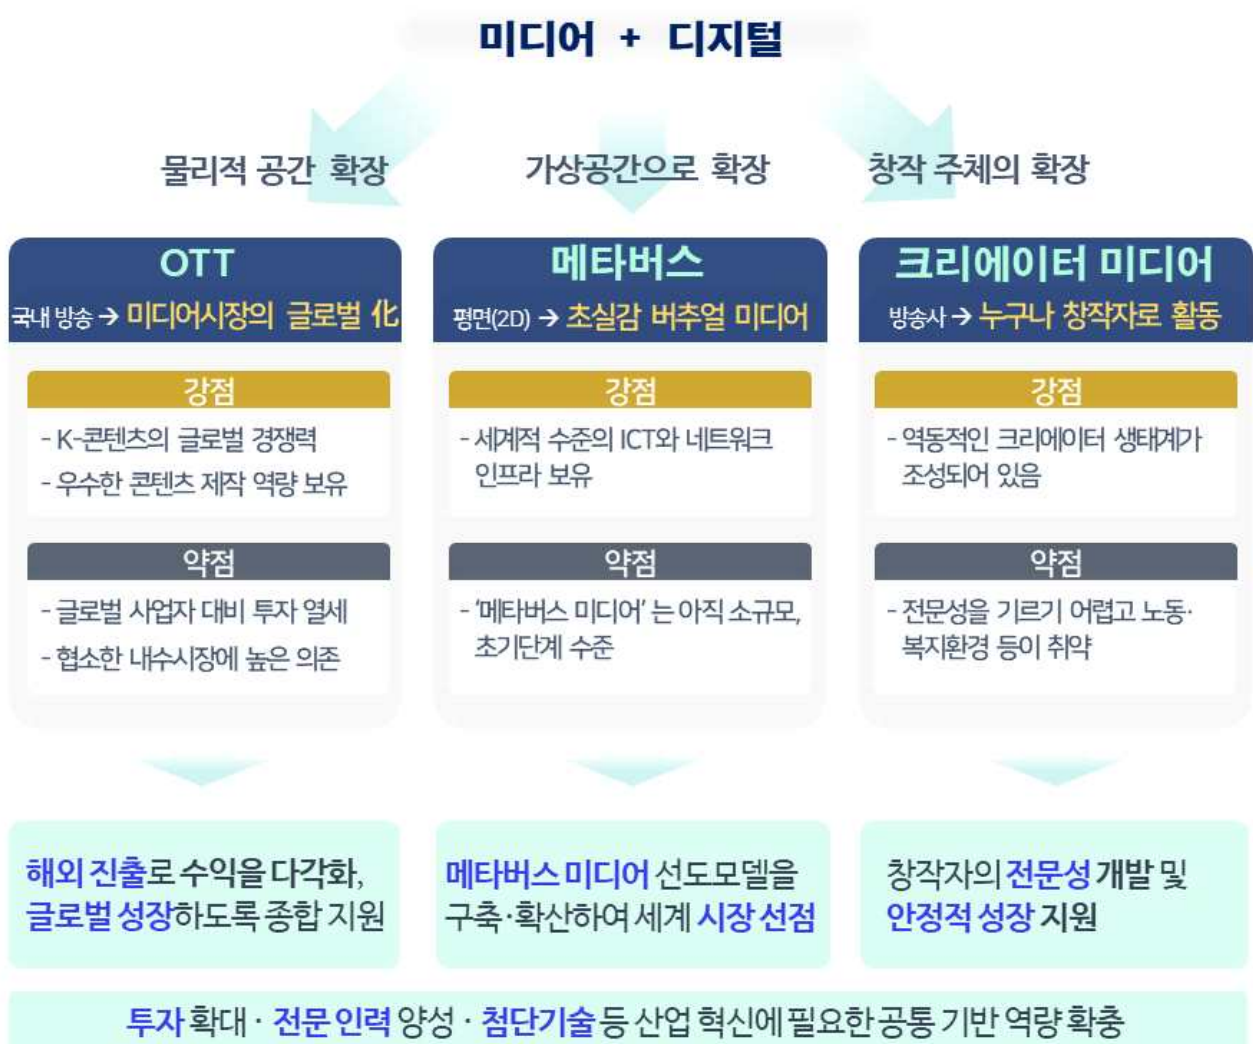 미디어 + 디지털
물리적 공간 확장
가상공간으로 확장
창작 주체의 확장
OTT
국내 방송 → 미디어시장의 글로벌 化
강점
- K-콘텐츠의 글로벌 경쟁력
- 우수한 콘텐츠 제작 역량 보유
약점
- 글로벌 사업자 대비 투자 열세
- 협소한 내수시장에 높은 의존
해외 진출로 수익을 다각화,
글로벌 성장하도록 종합 지원
메타버스
평면(2D) → 초실감 버추얼 미디어
강점
- 세계적 수준의 ICT와 네트워크
인프라 보유
약점
- '메타버스 미디어' 는 아직 소규모,
초기단계 수준
메타버스 미디어 선도모델을
구축·확산하여 세계 시장 선점
크리에이터 미디어
방송사 → 누구나 창작자로 활동
강점
- 역동적인 크리에이터 생태계가
조성되어 있음
약점
- 전문성을 기르기 어렵고 노동·
복지환경 등이 취약
창작자의 전문성 개발 및
안정적 성장 지원
투자 확대 · 전문 인력 양성 · 첨단기술 등 산업 혁신에 필요한 공통 기반 역량 확충